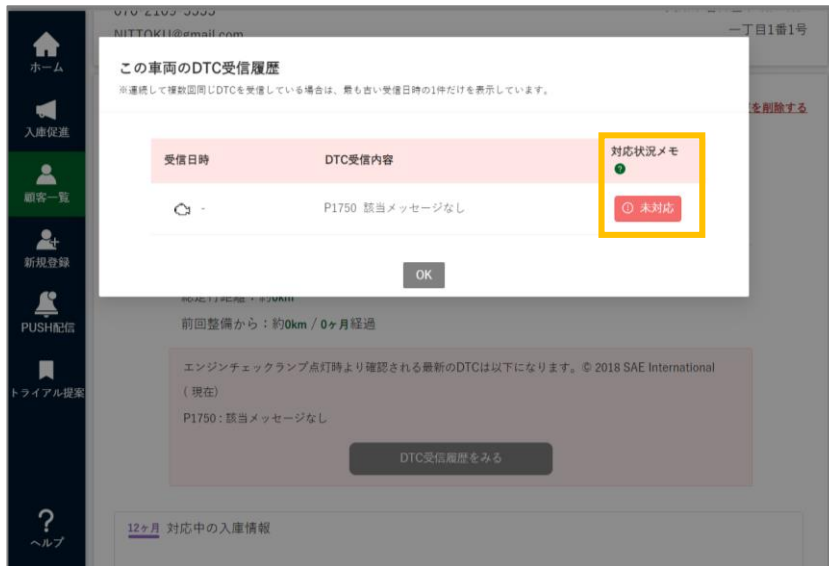 ホーム
入庫促進
顧客一覧
新規登録
PUSH配信
トライアル提案
ヘルプ
NITTOKU@gmail.com
一丁目1番1号
この車両のDTC受信履歴
※連続して複数回同じDTCを受信している場合は、最も古い受信日時の1件だけを表示しています。
を削除する
受信日時 DTC受信内容 対応状況メモ
?
- P1750 該当メッセージなし 未対応
OK
前回整備から：約0km / 0ヶ月経過
エンジンチェックランプ点灯時より確認される最新のDTCは以下になります。© 2018 SAE International
( 現在)
P1750 : 該当メッセージなし
DTC受信履歴をみる
12ヶ月 対応中の入庫情報